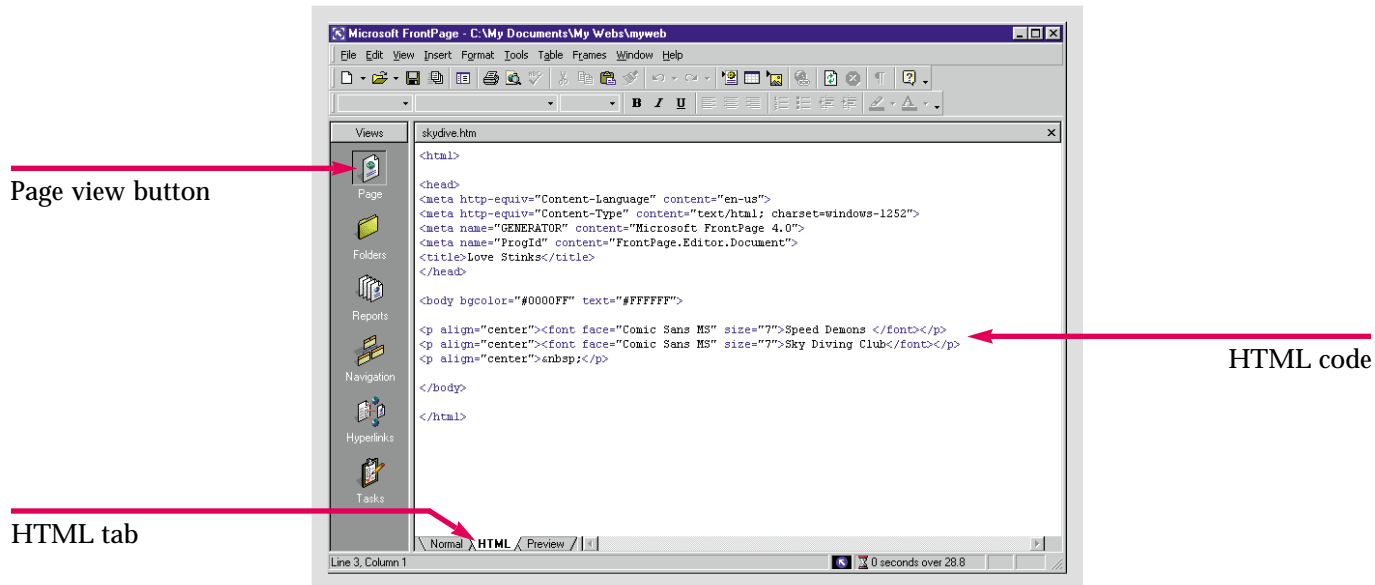 Microsoft FrontPage - C:\My Documents\My Webs\myweb
File Edit View Insert Format Tools Table Frames Window Help
B I U A
Views
skydive.htm
Page view button
Page
Folders
Reports
Navigation
Hyperlinks
Tasks
<html>
<head>
<meta http-equiv="Content-Language" content="en-us">
<meta http-equiv="Content-Type" content="text/html; charset=windows-1252">
<meta name="GENERATOR" content="Microsoft FrontPage 4.0">
<meta name="ProgId" content="FrontPage.Editor.Document">
<title>Love Stinks</title>
</head>
<body bgcolor="#0000FF" text="#FFFFFF">
<p align="center"><font face="Comic Sans MS" size="7">Speed Demons </font></p>
<p align="center"><font face="Comic Sans MS" size="7">Sky Diving Club</font></p>
<p align="center">&nbsp;</p>
</body>
</html>
HTML code
HTML tab
Normal HTML Preview
Line 3, Column 1
0 seconds over 28.8